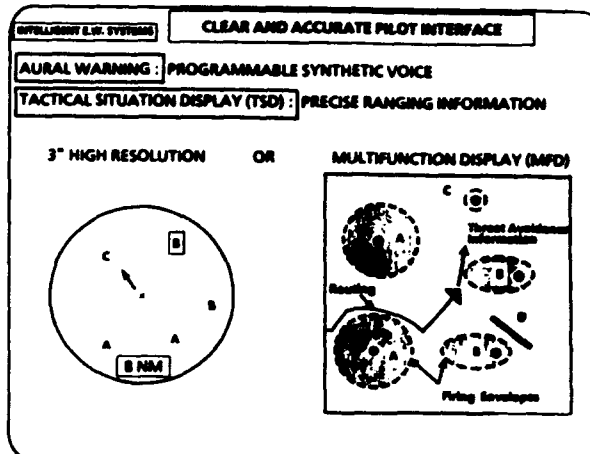 INTELLIGENT E.W. SYSTEMS
CLEAR AND ACCURATE PILOT INTERFACE
AURAL WARNING : PROGRAMMABLE SYNTHETIC VOICE
TACTICAL SITUATION DISPLAY (TSD) : PRECISE RANGING INFORMATION
3" HIGH RESOLUTION OR MULTIFUNCTION DISPLAY (MFD)
C
B
B
A A
C
A
Threat Avoidance
Information
B
Routing
A
B
Firing Envelopes
NM